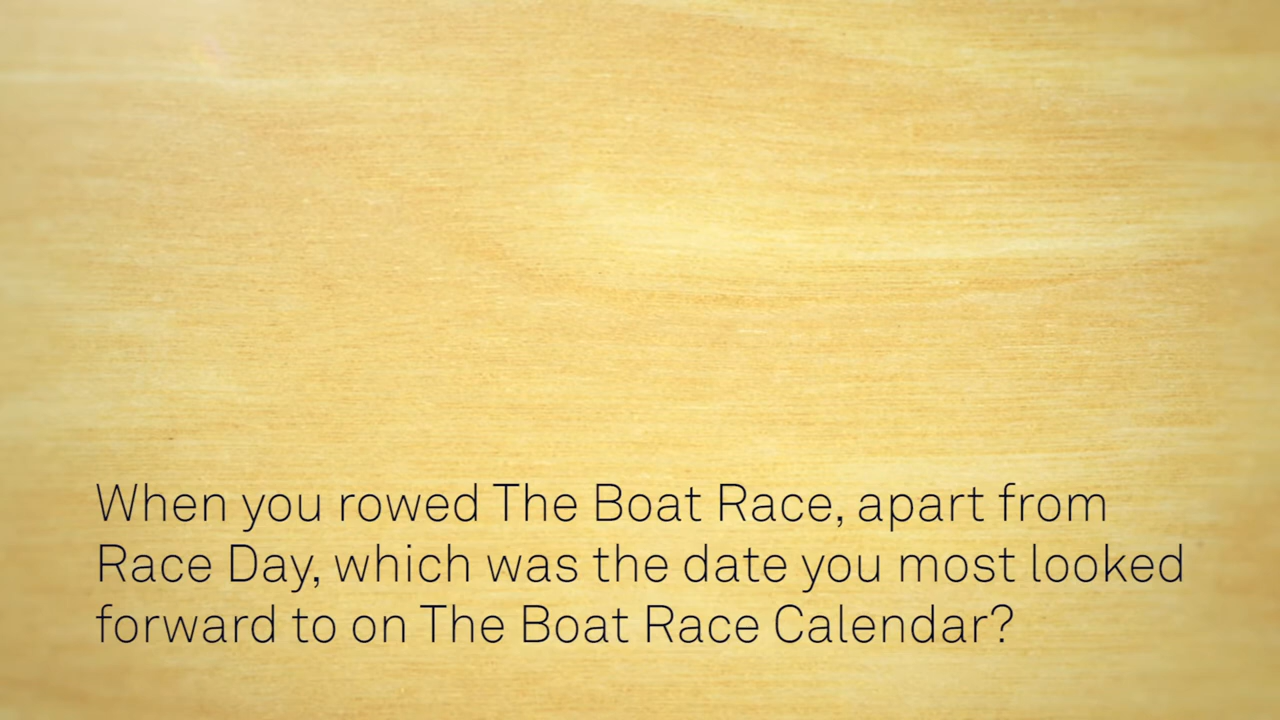 When you rowed The Boat Race, apart from
Race Day, which was the date you most looked
forward to on The Boat Race Calendar?